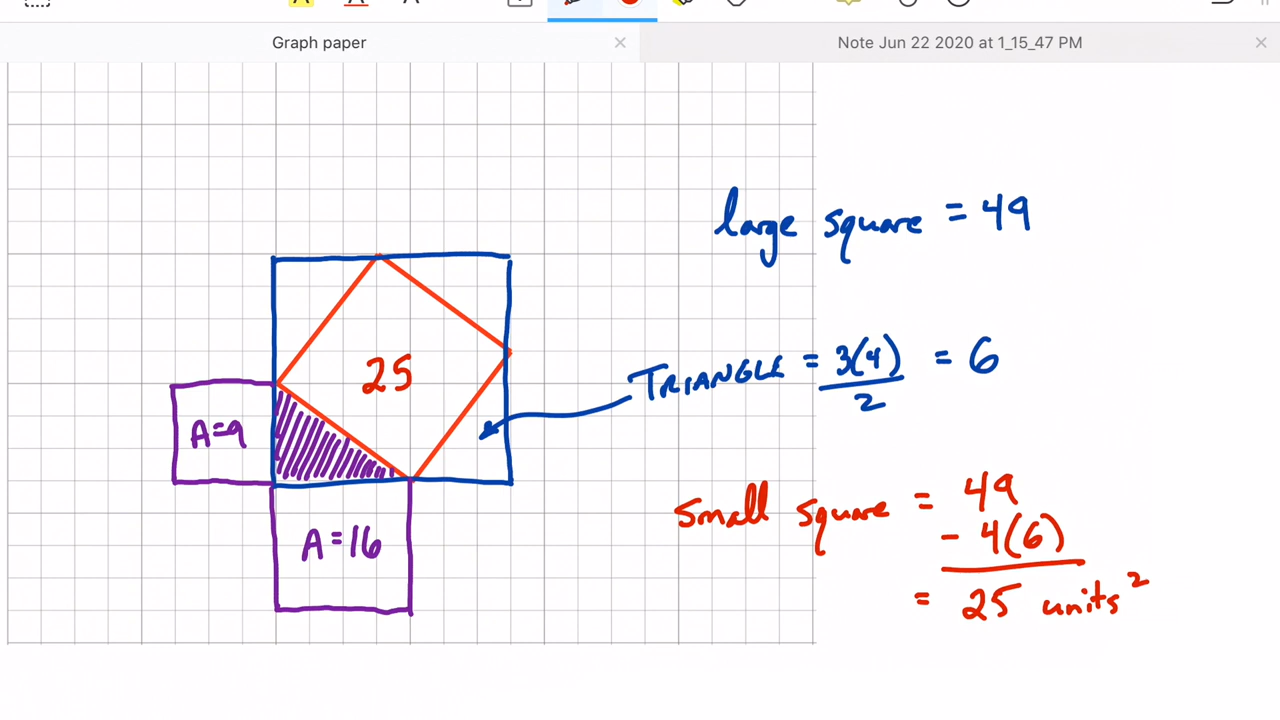 Graph paper
Note Jun 22 2020 at 1_15_47 PM
large square = 49
25
TRIANGLE = 3(4)/2 = 6
A=9
A=16
small square = 49
- 4(6)
= 25 units²